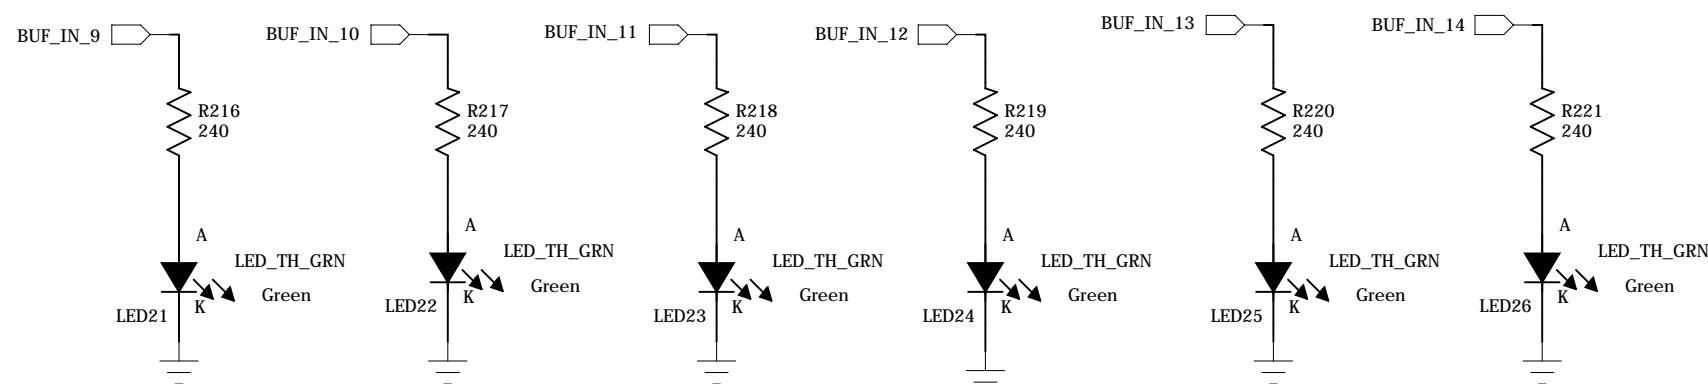 BUF_IN_9
R216
240
A
LED_TH_GRN
Green
K
LED21
BUF_IN_10
R217
240
A
LED_TH_GRN
Green
K
LED22
BUF_IN_11
R218
240
A
LED_TH_GRN
Green
K
LED23
BUF_IN_12
R219
240
A
LED_TH_GRN
Green
K
LED24
BUF_IN_13
R220
240
A
LED_TH_GRN
Green
K
LED25
BUF_IN_14
R221
240
A
LED_TH_GRN
Green
K
LED26